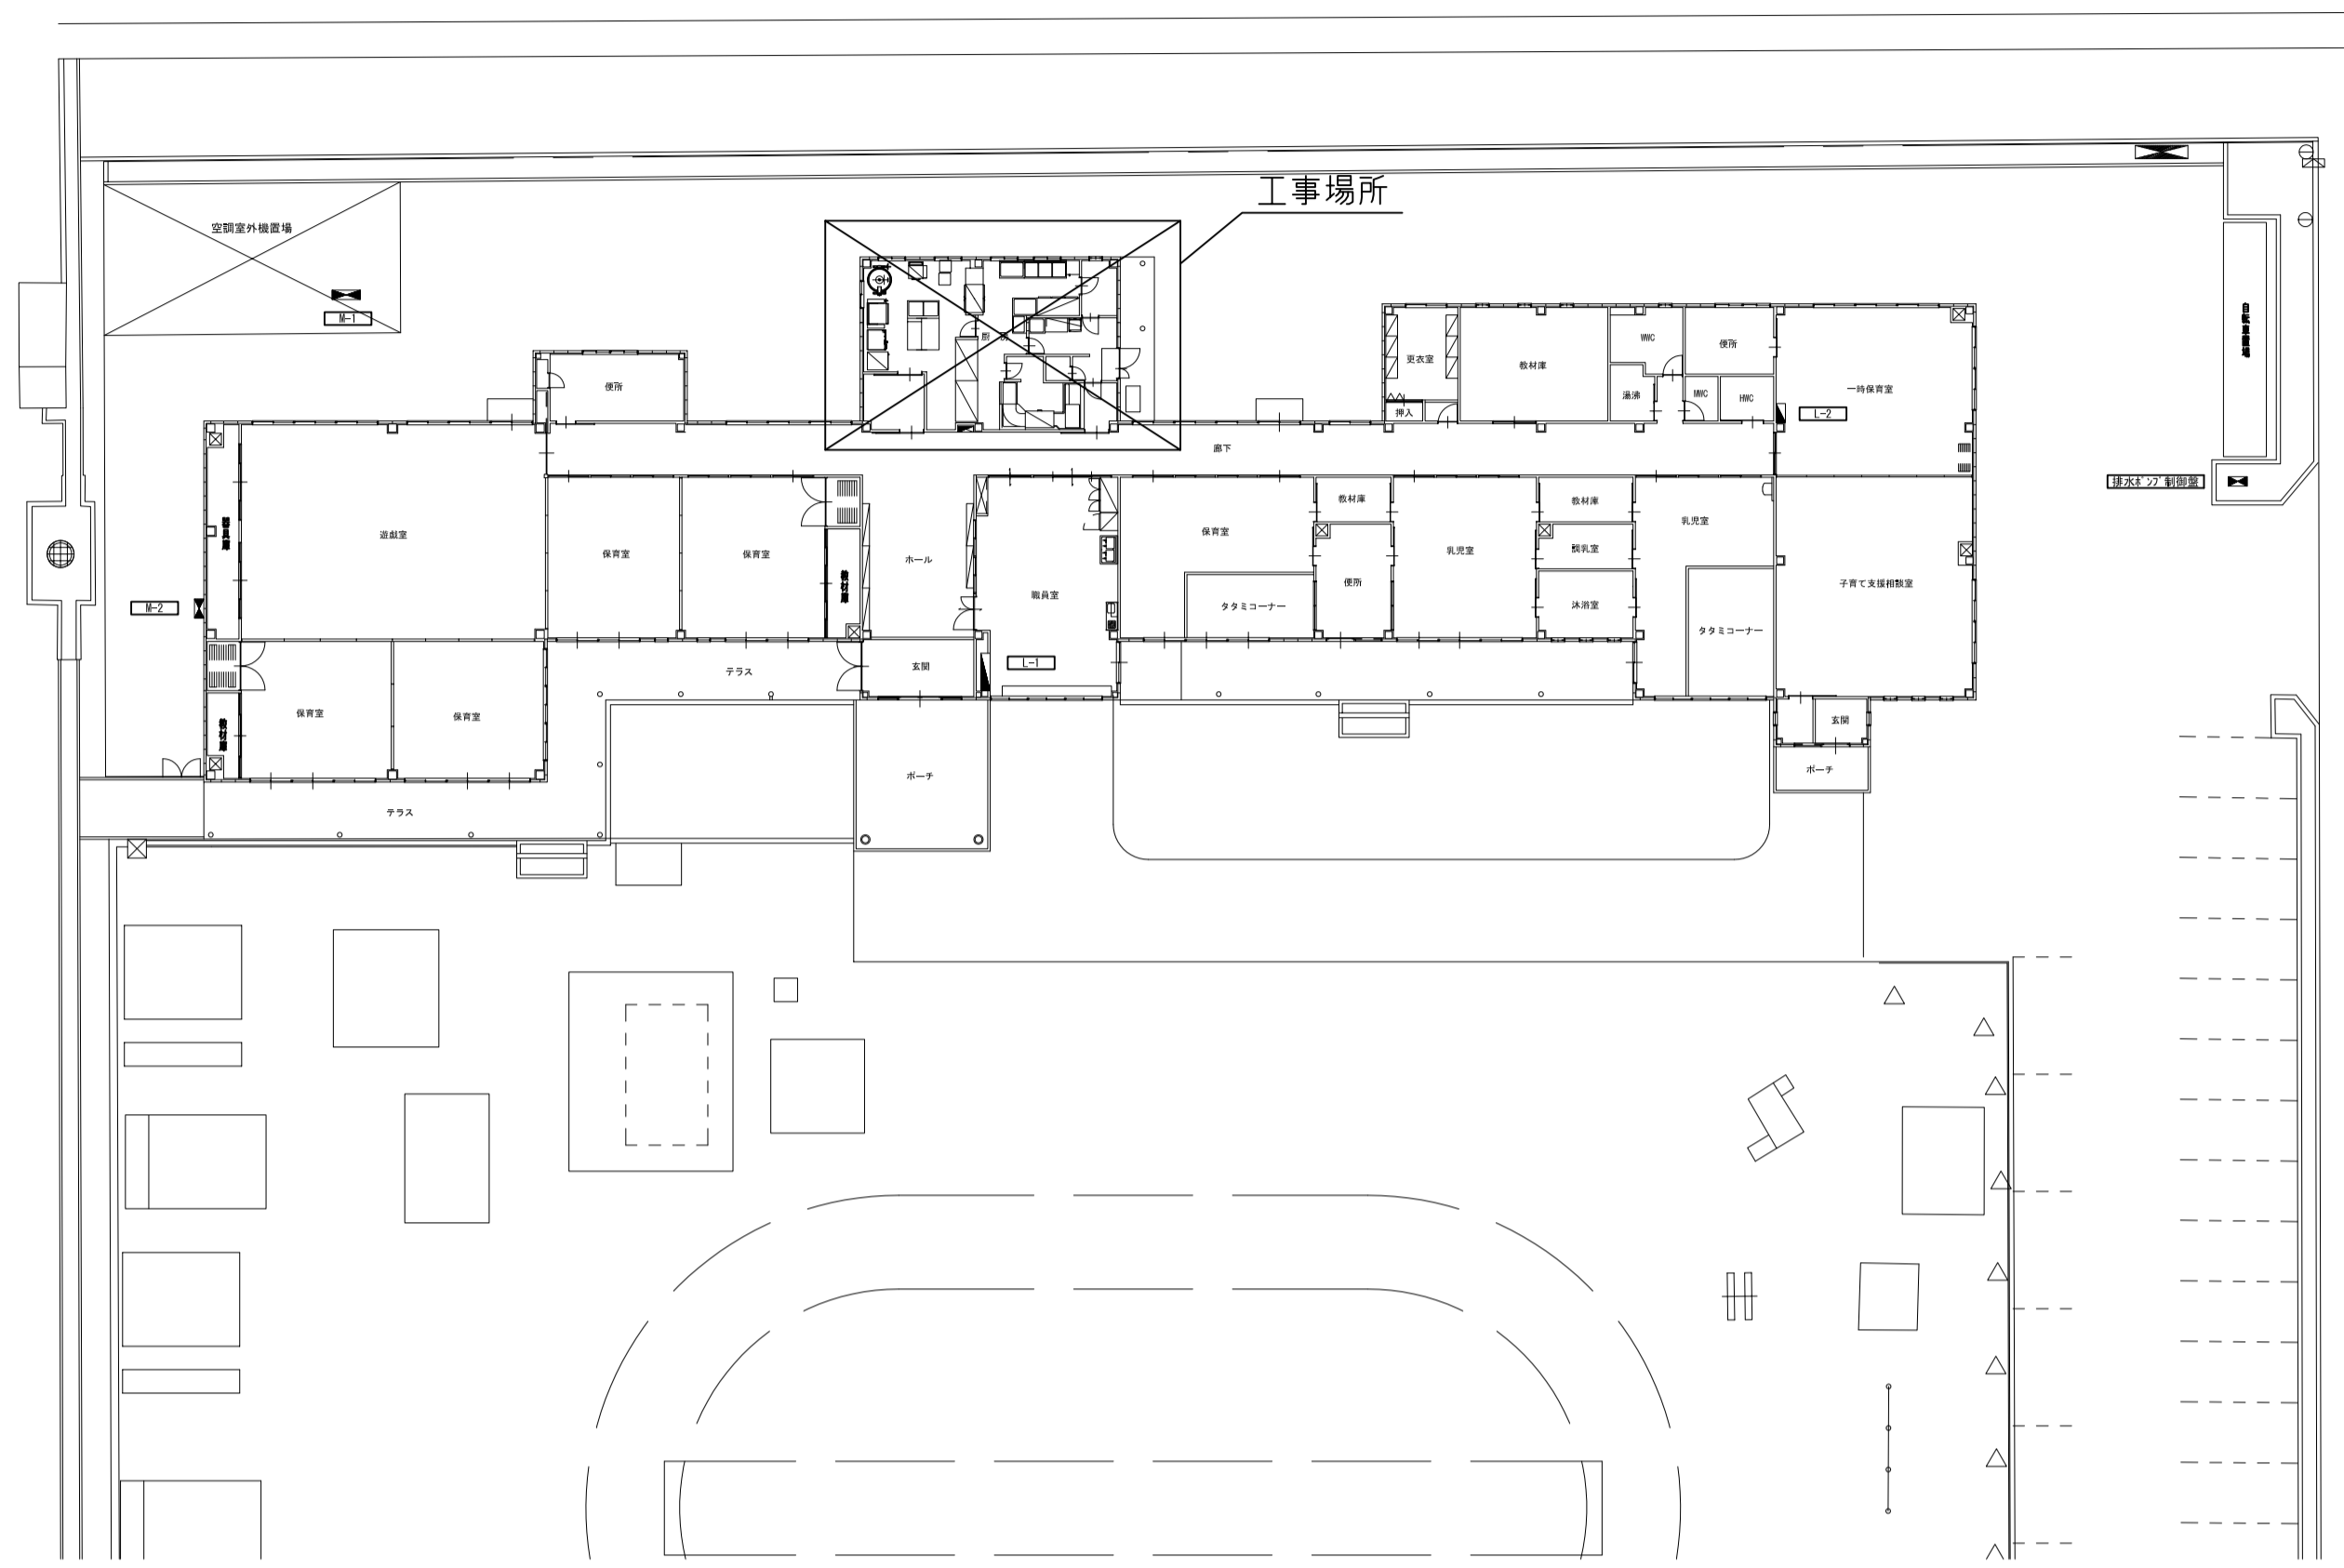 工事場所
空調室外機置場
M-1
厨 房
便所
更衣室
教材庫
WWC
便所
湯沸
MWC
HWC
押入
一時保育室
L-2
自転車置場
廊下
排水ポンプ制御盤
器具庫
遊戯室
保育室
保育室
教材庫
ホール
職員室
保育室
教材庫
便所
タタミコーナー
乳児室
教材庫
調乳室
沐浴室
乳児室
タタミコーナー
子育て支援相談室
M-2
L-1
テラス
玄関
教材庫
保育室
保育室
玄関
ポーチ
ポーチ
テラス